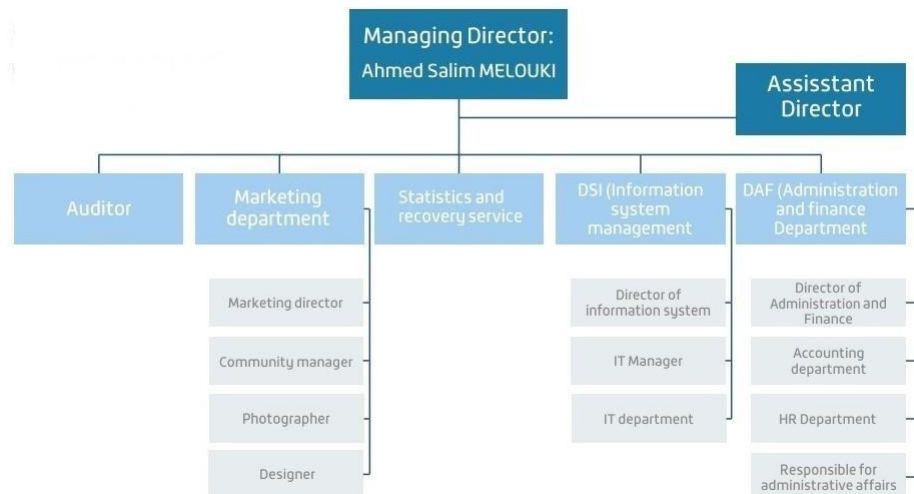 Managing Director:
Ahmed Salim MELOUKI
Assisstant
Director
Auditor
Marketing
department
Statistics and
recovery service
DSI (Information
system
management
DAF (Administration
and finance
Department
Marketing director
Community manager
Photographer
Designer
Director of
information system
IT Manager
IT department
Director of
Administration and
Finance
Accounting
department
HR Department
Responsible for
administrative affairs